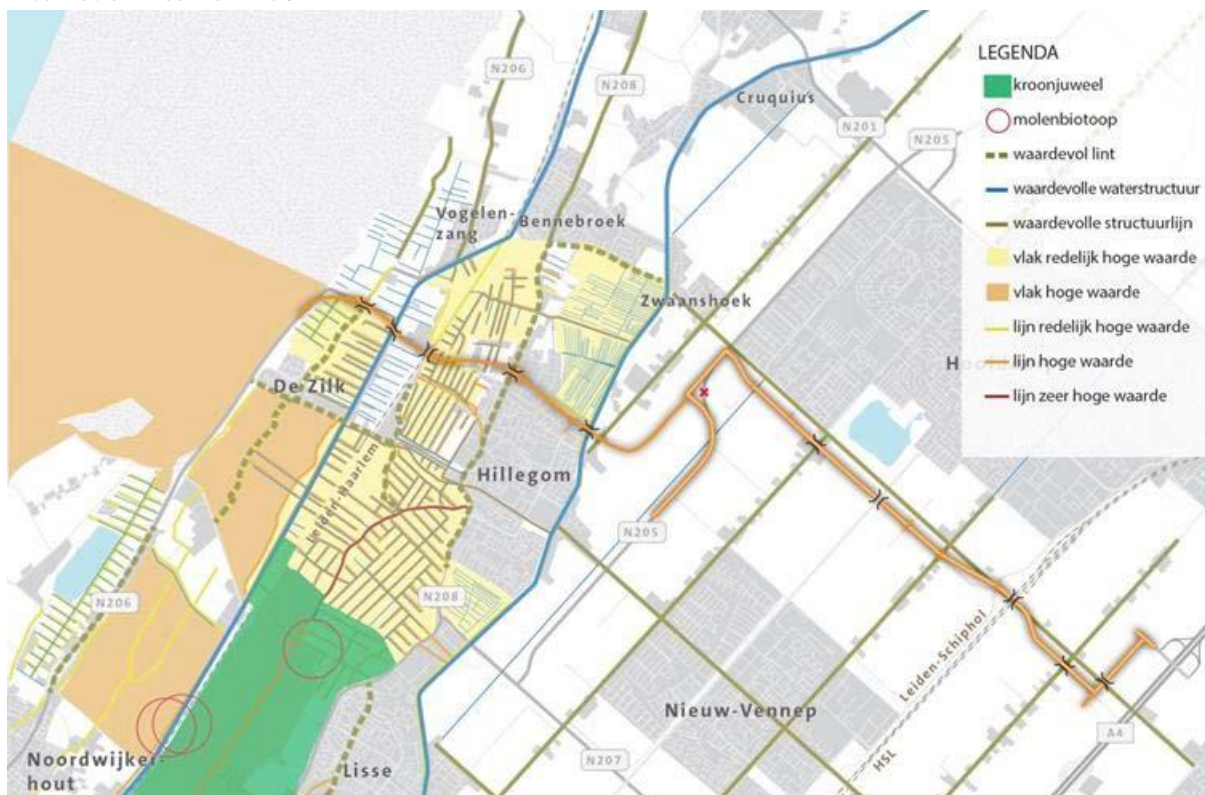 N206
N208
Cruquius
N201
N205
Vogelen-
zang
Bennebroek
Zwaanshoek
De Zilk
Leiden-Haarlem
Hillegom
N205
N206
N208
Nieuw-Vennep
Leiden-Schiphol
HSL
A4
Noordwijker-
hout
Lisse
N207
LEGENDA
kroonjuweel
molenbiotoop
waardevol lint
waardevolle waterstructuur
waardevolle structuurlijn
vlak redelijk hoge waarde
vlak hoge waarde
lijn redelijk hoge waarde
lijn hoge waarde
lijn zeer hoge waarde